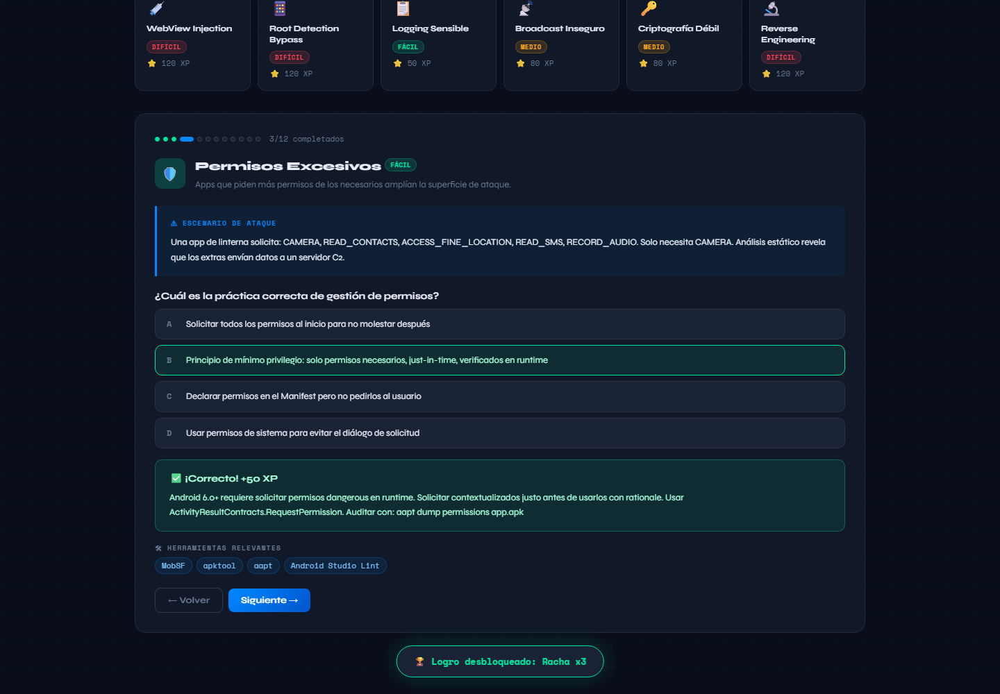 WebView Injection
DIFÍCIL
120 XP
Root Detection
Bypass
DIFÍCIL
120 XP
Logging Sensible
FÁCIL
50 XP
Broadcast Inseguro
MEDIO
80 XP
Criptografía Débil
MEDIO
80 XP
Reverse
Engineering
DIFÍCIL
120 XP
3/12 completados
Permisos Excesivos FÁCIL
Apps que piden más permisos de los necesarios amplían la superficie de ataque.
⚠ ESCENARIO DE ATAQUE
Una app de linterna solicita: CAMERA, READ_CONTACTS, ACCESS_FINE_LOCATION, READ_SMS, RECORD_AUDIO. Solo necesita CAMERA. Análisis estático revela
que los extras envían datos a un servidor C2.
¿Cuál es la práctica correcta de gestión de permisos?
A Solicitar todos los permisos al inicio para no molestar después
B Principio de mínimo privilegio: solo permisos necesarios, just-in-time, verificados en runtime
C Declarar permisos en el Manifest pero no pedirlos al usuario
D Usar permisos de sistema para evitar el diálogo de solicitud
✅ ¡Correcto! +50 XP
Android 6.0+ requiere solicitar permisos dangerous en runtime. Solicitar contextualizados justo antes de usarlos con rationale. Usar
ActivityResultContracts.RequestPermission. Auditar con: aapt dump permissions app.apk
🛠 HERRAMIENTAS RELEVANTES
MobSF apktool aapt Android Studio Lint
← Volver Siguiente →
🏆 Logro desbloqueado: Racha x3